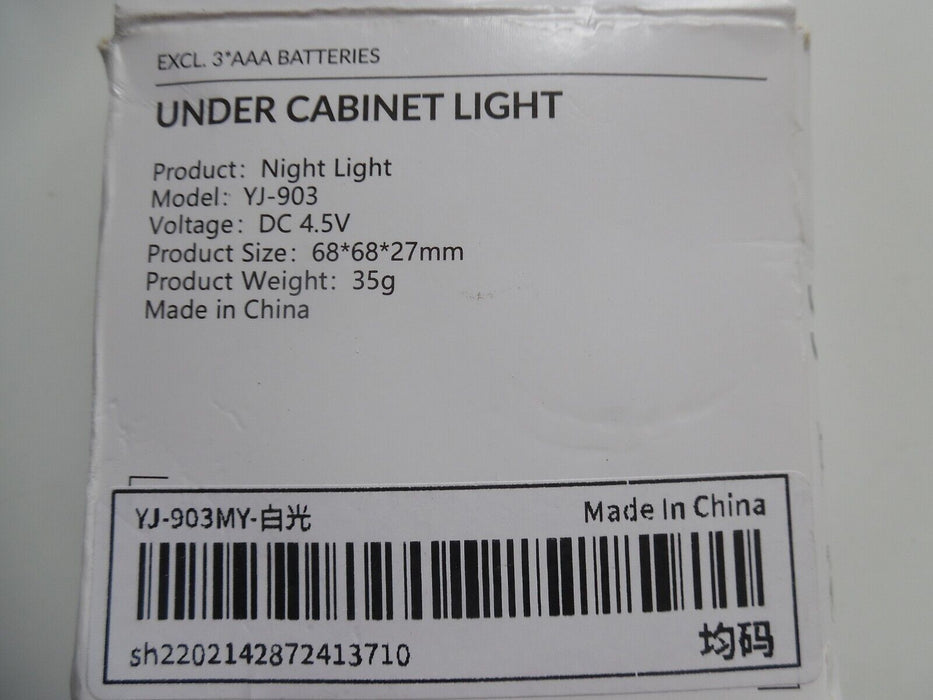 EXCL. 3*AAA BATTERIES
UNDER CABINET LIGHT
Product: Night Light
Model: YJ-903
Voltage: DC 4.5V
Product Size: 68*68*27mm
Product Weight: 35g
Made in China
YJ-903MY-白光
Made In China
sh2202142872413710
均码